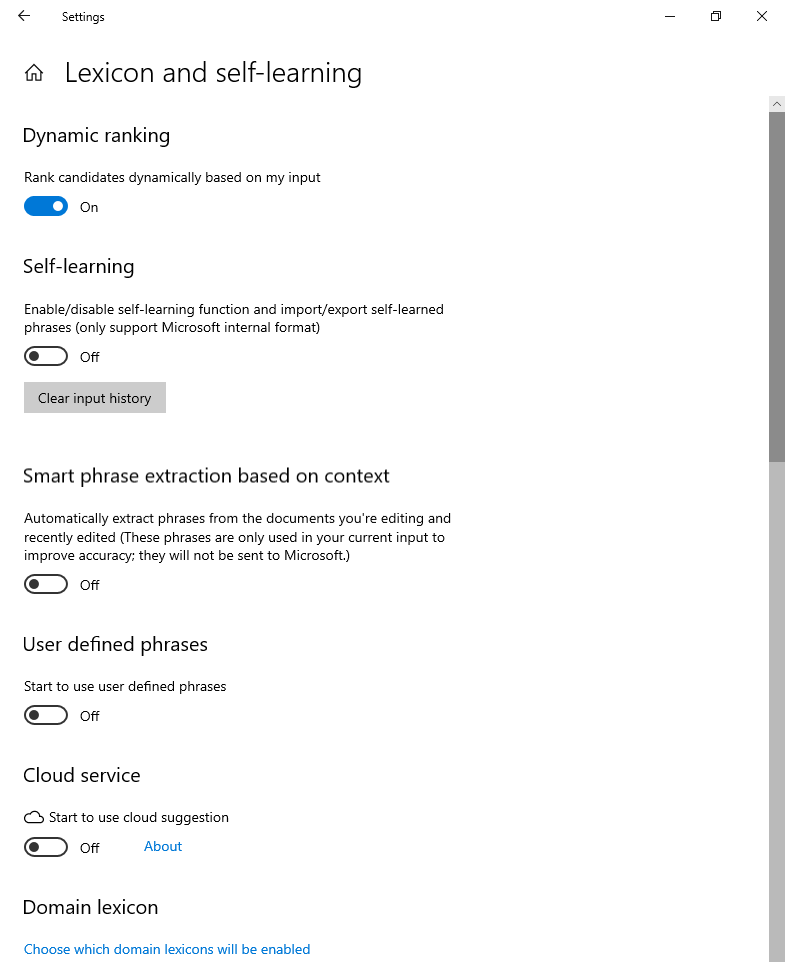 Settings
Lexicon and self-learning
Dynamic ranking
Rank candidates dynamically based on my input
On
Self-learning
Enable/disable self-learning function and import/export self-learned
phrases (only support Microsoft internal format)
Off
Clear input history
Smart phrase extraction based on context
Automatically extract phrases from the documents you're editing and
recently edited (These phrases are only used in your current input to
improve accuracy; they will not be sent to Microsoft.)
Off
User defined phrases
Start to use user defined phrases
Off
Cloud service
Start to use cloud suggestion
Off About
Domain lexicon
Choose which domain lexicons will be enabled